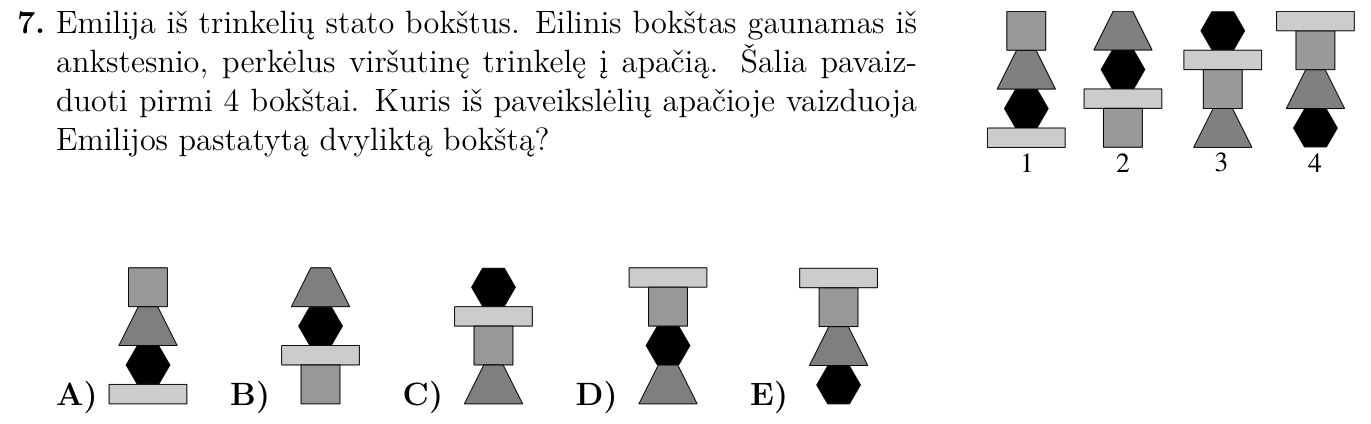 7. Emilija iš trinkelių stato bokštus. Eilinis bokštas gaunamas iš
ankstesnio, perkėlus viršutinę trinkelę į apačią. Šalia pavaiz-
duoti pirmi 4 bokštai. Kuris iš paveikslėlių apačioje vaizduoja
Emilijos pastatytą dvyliktą bokštą?
1 2 3 4
A) B) C) D) E)